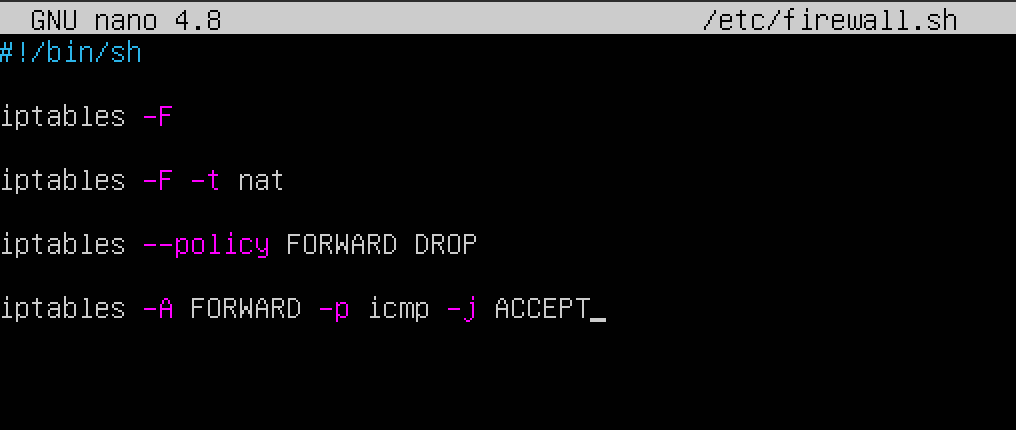 GNU nano 4.8 /etc/firewall.sh
#!/bin/sh
iptables -F
iptables -F -t nat
iptables --policy FORWARD DROP
iptables -A FORWARD -p icmp -j ACCEPT_